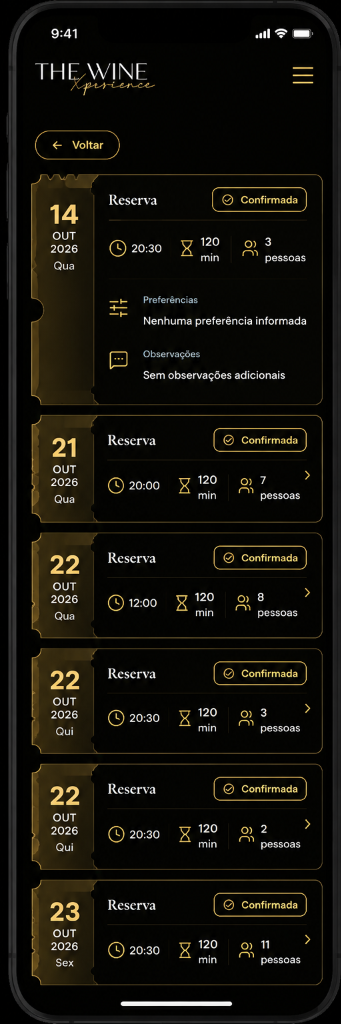 9:41
THE WINE
Xperience
← Voltar
14
OUT
2026
Qua
Reserva
Confirmada
20:30
120
min
3
pessoas
Preferências
Nenhuma preferência informada
Observações
Sem observações adicionais
21
OUT
2026
Qua
Reserva
Confirmada
20:00
120
min
7
pessoas
22
OUT
2026
Qua
Reserva
Confirmada
12:00
120
min
8
pessoas
22
OUT
2026
Qui
Reserva
Confirmada
20:30
120
min
3
pessoas
22
OUT
2026
Qui
Reserva
Confirmada
20:30
120
min
2
pessoas
23
OUT
2026
Sex
Reserva
Confirmada
20:30
120
min
11
pessoas